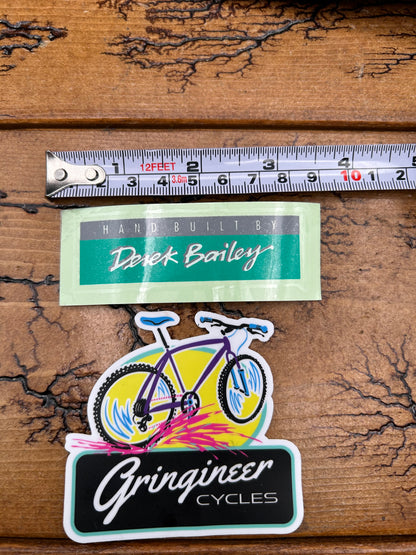 1 12FEET 2 3 4
1 2 3 4 3.6m 5 6 7 8 9 10 11
HAND BUILT BY
Derek Bailey
Gringineer
CYCLES